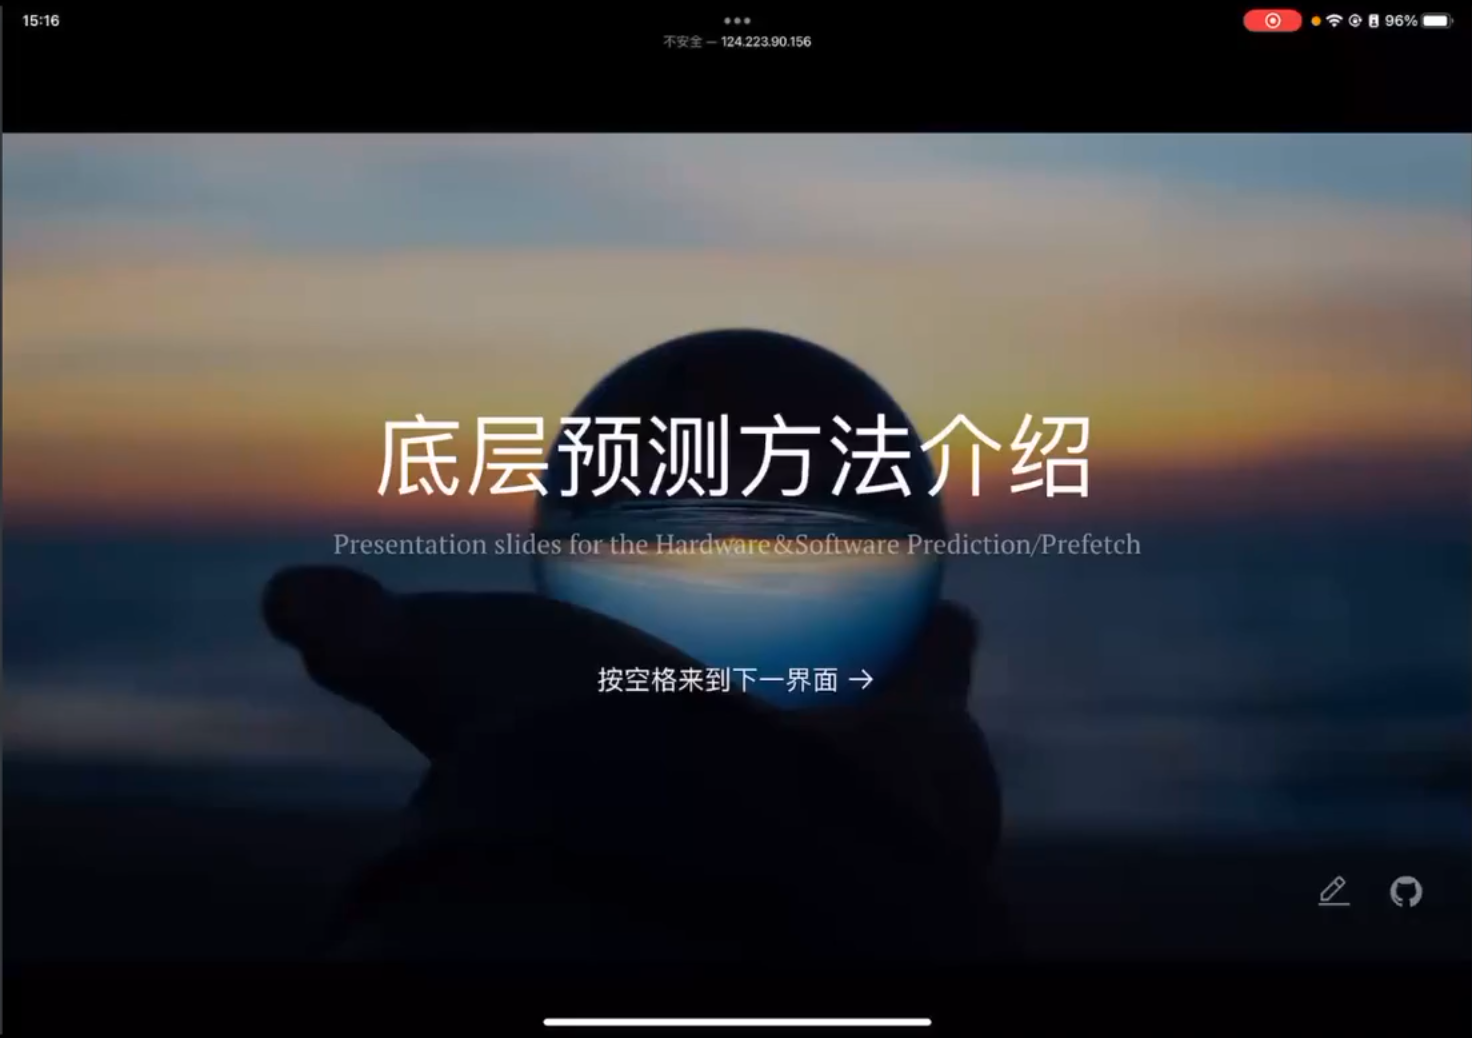 15:16
96%
不安全 — 124.223.90.156
底层预测方法介绍
Presentation slides for the Hardware&Software Prediction/Prefetch
按空格来到下一界面 →